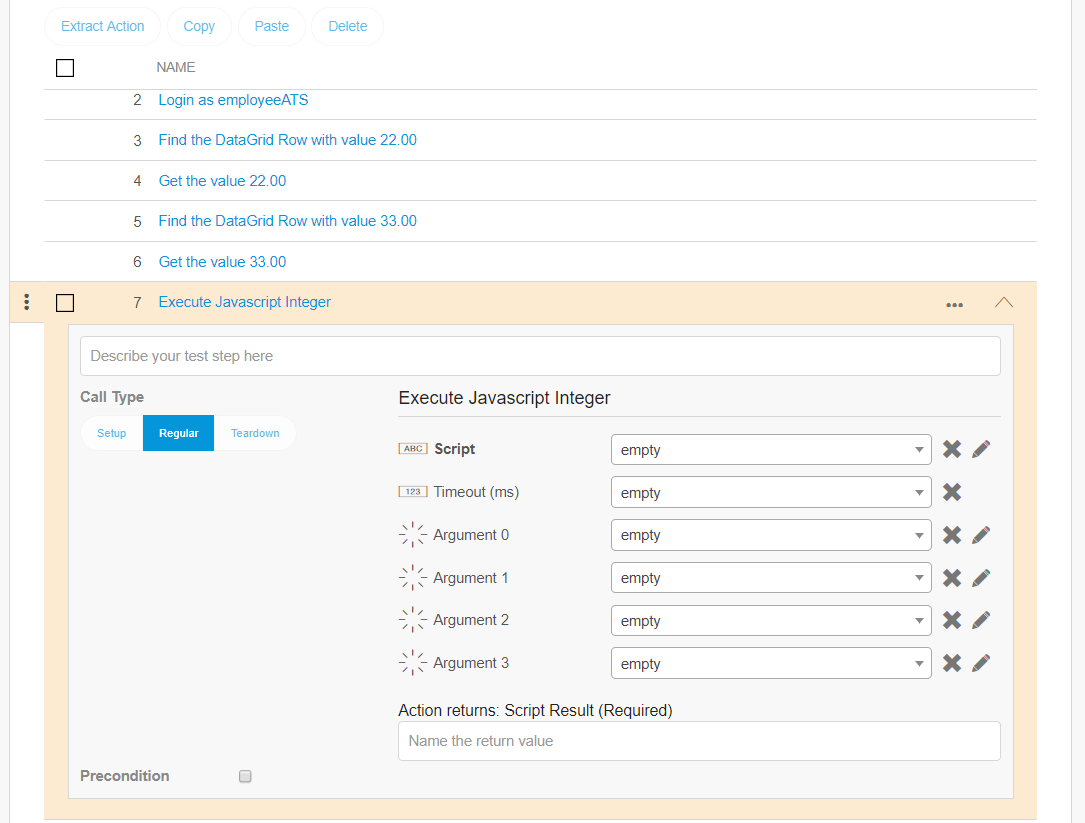 Extract Action Copy Paste Delete
NAME
2 Login as employeeATS
3 Find the DataGrid Row with value 22.00
4 Get the value 22.00
5 Find the DataGrid Row with value 33.00
6 Get the value 33.00
7 Execute Javascript Integer
Describe your test step here
Call Type
Setup Regular Teardown
Execute Javascript Integer
ABC Script empty
123 Timeout (ms) empty
Argument 0 empty
Argument 1 empty
Argument 2 empty
Argument 3 empty
Action returns: Script Result (Required)
Name the return value
Precondition